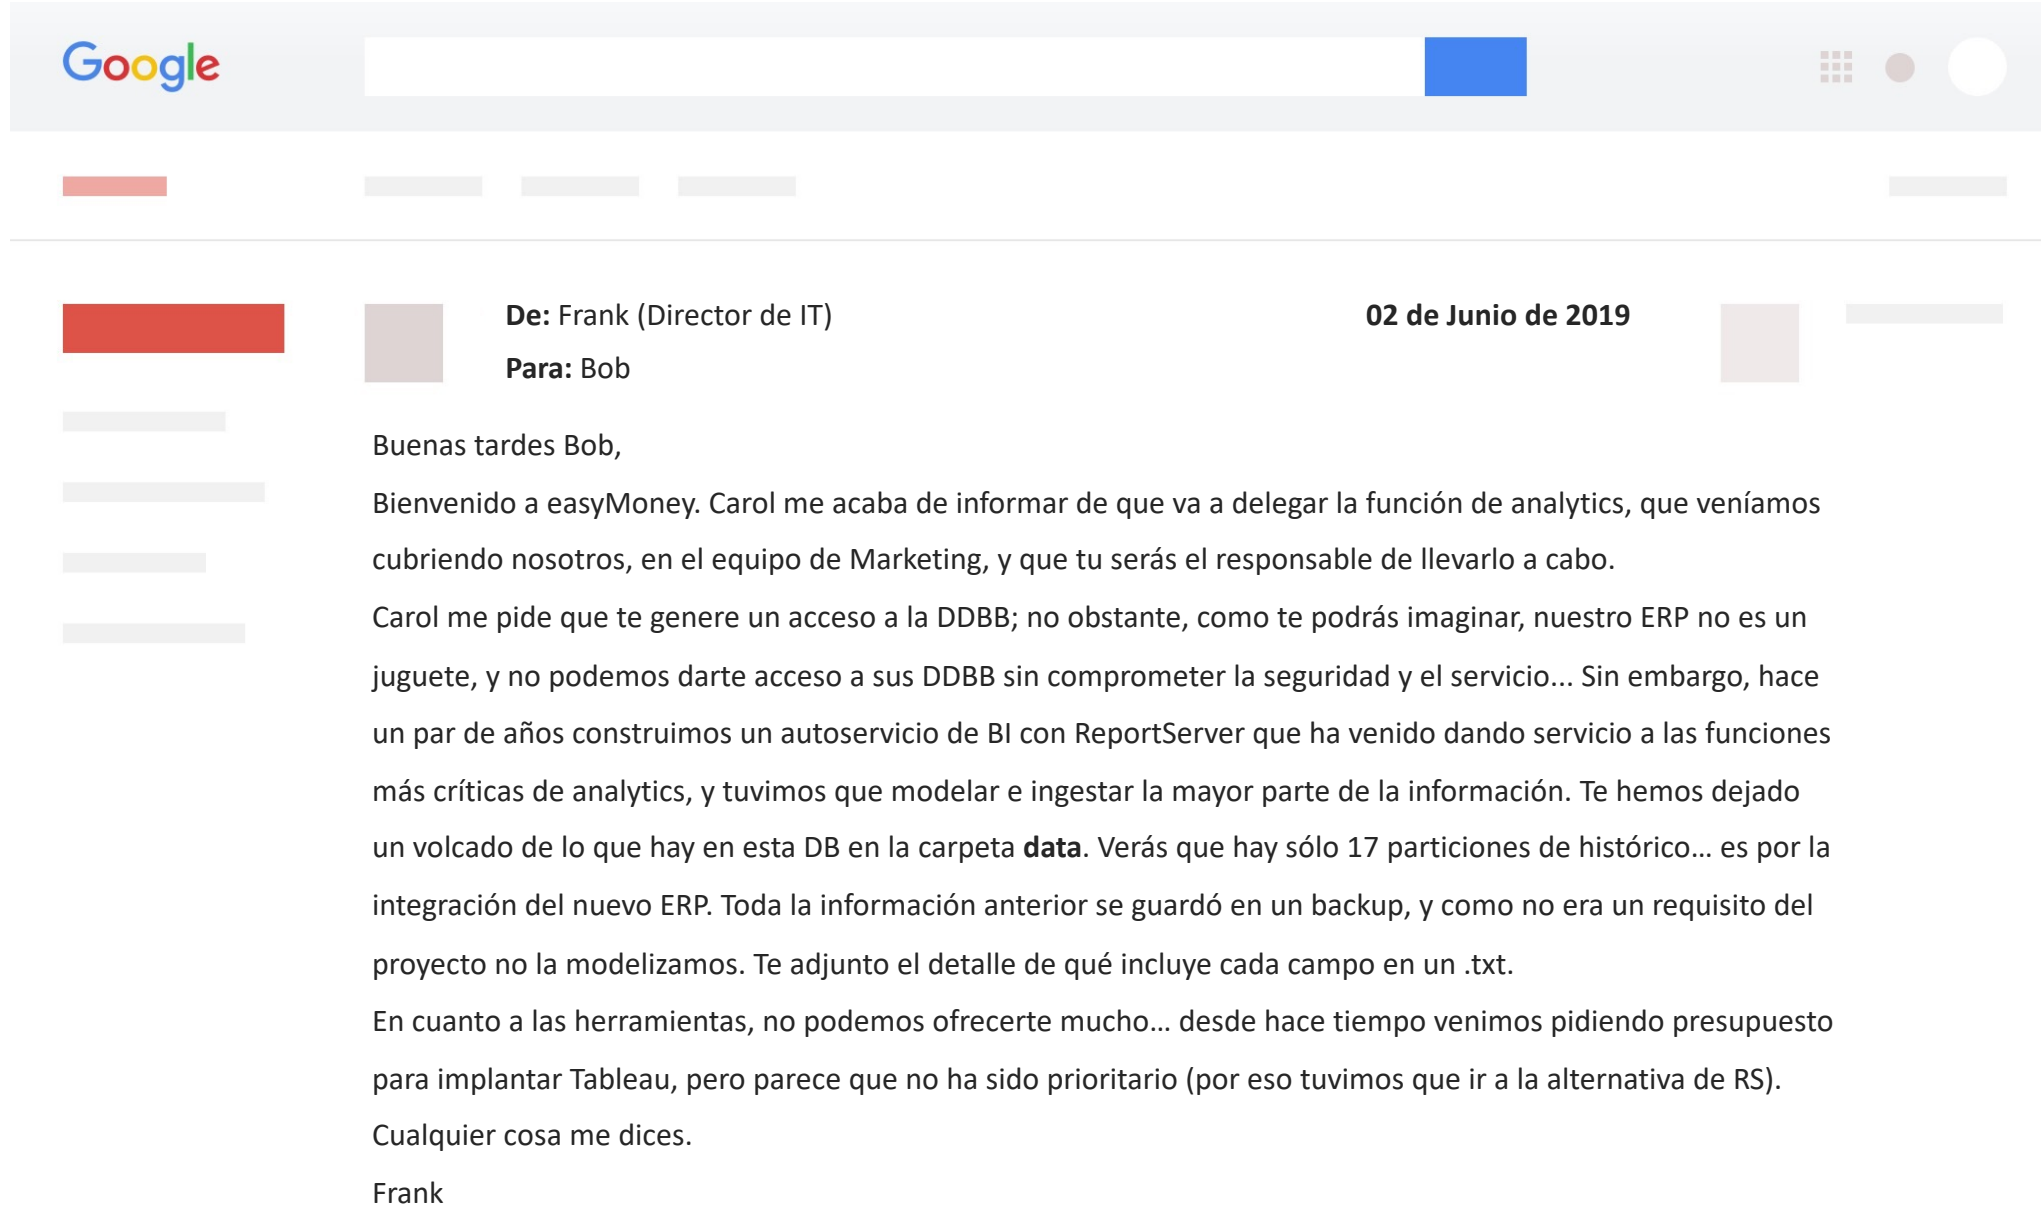 Google
De: Frank (Director de IT)
02 de Junio de 2019
Para: Bob
Buenas tardes Bob,
Bienvenido a easyMoney. Carol me acaba de informar de que va a delegar la función de analytics, que veníamos
cubriendo nosotros, en el equipo de Marketing, y que tu serás el responsable de llevarlo a cabo.
Carol me pide que te genere un acceso a la DDBB; no obstante, como te podrás imaginar, nuestro ERP no es un
juguete, y no podemos darte acceso a sus DDBB sin comprometer la seguridad y el servicio... Sin embargo, hace
un par de años construimos un autoservicio de BI con ReportServer que ha venido dando servicio a las funciones
más críticas de analytics, y tuvimos que modelar e ingestar la mayor parte de la información. Te hemos dejado
un volcado de lo que hay en esta DB en la carpeta data. Verás que hay sólo 17 particiones de histórico… es por la
integración del nuevo ERP. Toda la información anterior se guardó en un backup, y como no era un requisito del
proyecto no la modelizamos. Te adjunto el detalle de qué incluye cada campo en un .txt.
En cuanto a las herramientas, no podemos ofrecerte mucho… desde hace tiempo venimos pidiendo presupuesto
para implantar Tableau, pero parece que no ha sido prioritario (por eso tuvimos que ir a la alternativa de RS).
Cualquier cosa me dices.
Frank